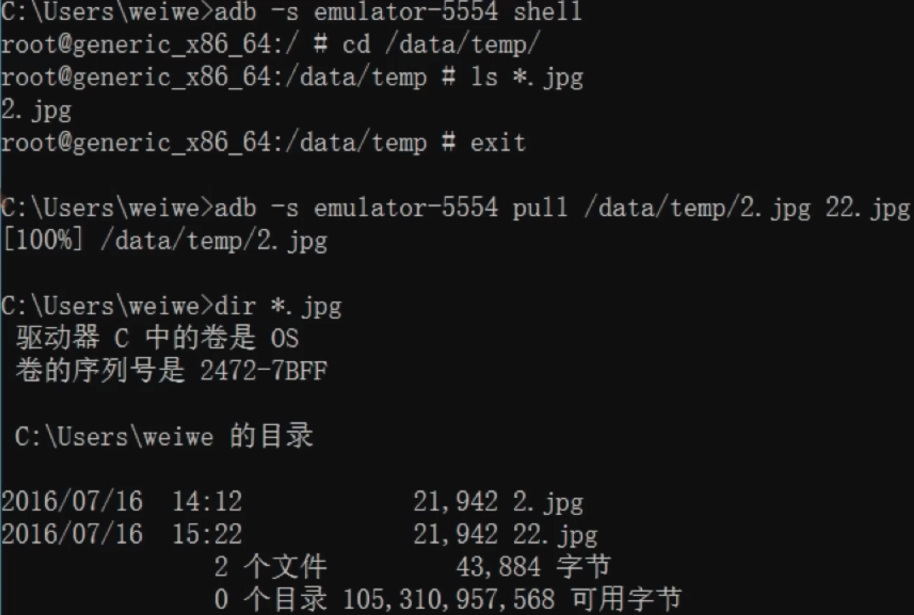 C:\Users\weiwe>adb -s emulator-5554 shell
root@generic_x86_64:/ # cd /data/temp/
root@generic_x86_64:/data/temp # ls *.jpg
2.jpg
root@generic_x86_64:/data/temp # exit
C:\Users\weiwe>adb -s emulator-5554 pull /data/temp/2.jpg 22.jpg
[100%] /data/temp/2.jpg
C:\Users\weiwe>dir *.jpg
驱动器 C 中的卷是 OS
卷的序列号是 2472-7BFF
C:\Users\weiwe 的目录
2016/07/16  14:12            21,942 2.jpg
2016/07/16  15:22            21,942 22.jpg
2 个文件         43,884 字节
0 个目录 105,310,957,568 可用字节